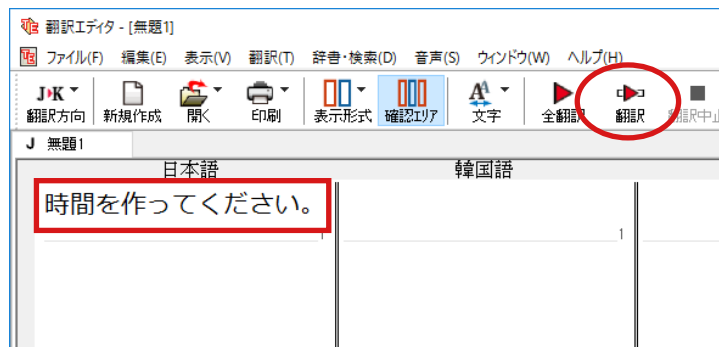 翻訳エディタ - [無題1]
ファイル(F) 編集(E) 表示(V) 翻訳(T) 辞書・検索(D) 音声(S) ウィンドウ(W) ヘルプ(H)
J▸K
翻訳方向 新規作成 開く 印刷 表示形式 確認エリア 文字 全翻訳 翻訳 翻訳中止
J 無題1
日本語 韓国語
時間を作ってください。
1 1